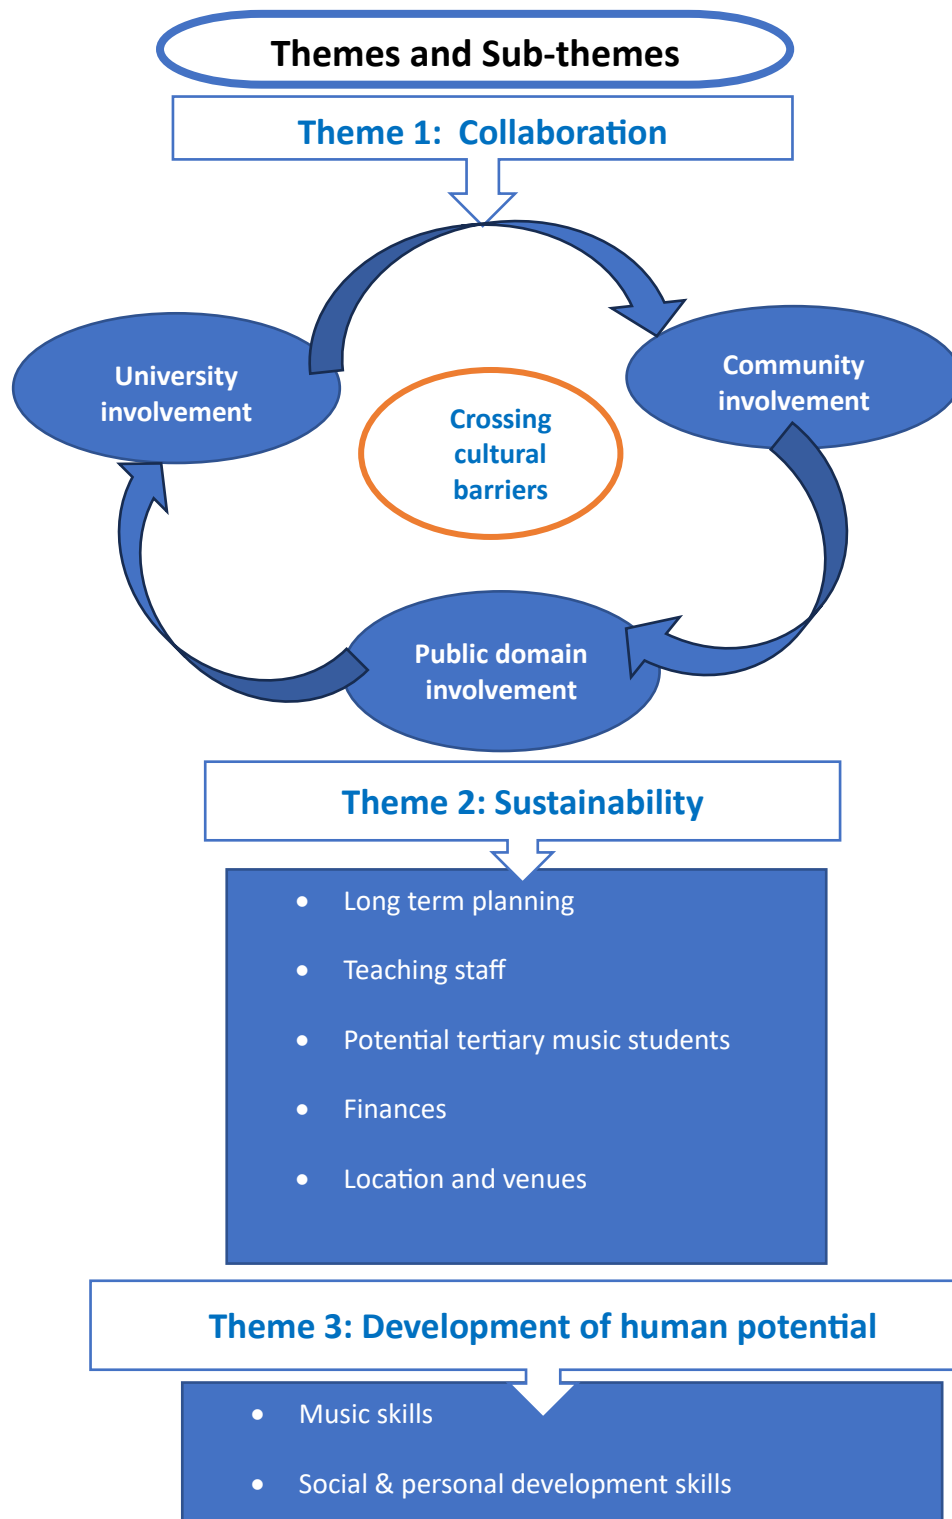 Themes and Sub-themes
Theme 1:  Collaboration
University
involvement
Community
involvement
Crossing
cultural
barriers
Public domain
involvement
Theme 2: Sustainability
• Long term planning
• Teaching staff
• Potential tertiary music students
• Finances
• Location and venues
Theme 3: Development of human potential
• Music skills
• Social & personal development skills